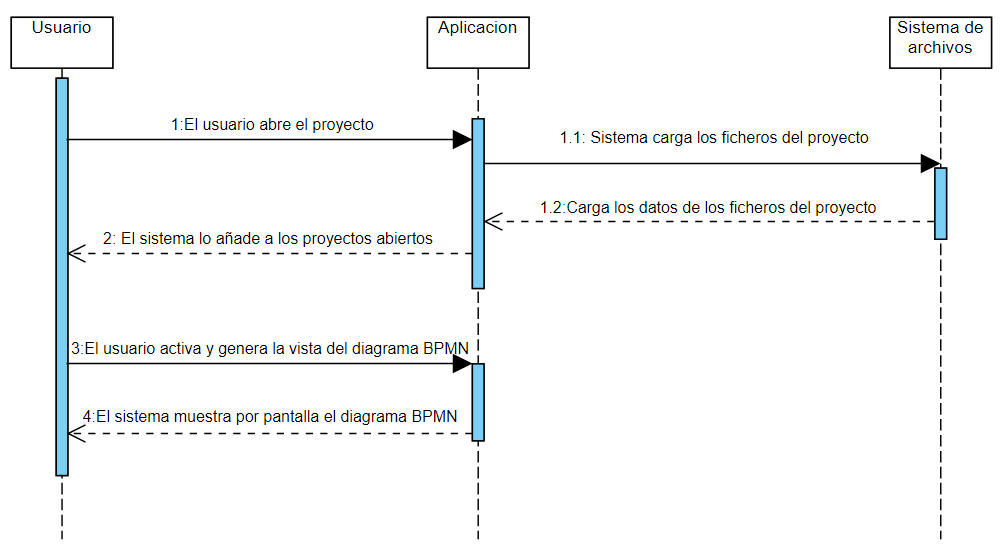 Usuario
Aplicacion
Sistema de
archivos
1:El usuario abre el proyecto
1.1: Sistema carga los ficheros del proyecto
1.2:Carga los datos de los ficheros del proyecto
2: El sistema lo añade a los proyectos abiertos
3:El usuario activa y genera la vista del diagrama BPMN
4:El sistema muestra por pantalla el diagrama BPMN